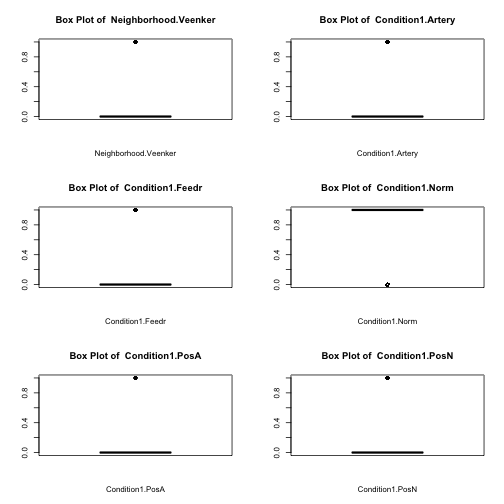 Box Plot of Neighborhood.Veenker
0.0 0.4 0.8
Neighborhood.Veenker
Box Plot of Condition1.Artery
0.0 0.4 0.8
Condition1.Artery
Box Plot of Condition1.Feedr
0.0 0.4 0.8
Condition1.Feedr
Box Plot of Condition1.Norm
0.0 0.4 0.8
Condition1.Norm
Box Plot of Condition1.PosA
0.0 0.4 0.8
Condition1.PosA
Box Plot of Condition1.PosN
0.0 0.4 0.8
Condition1.PosN